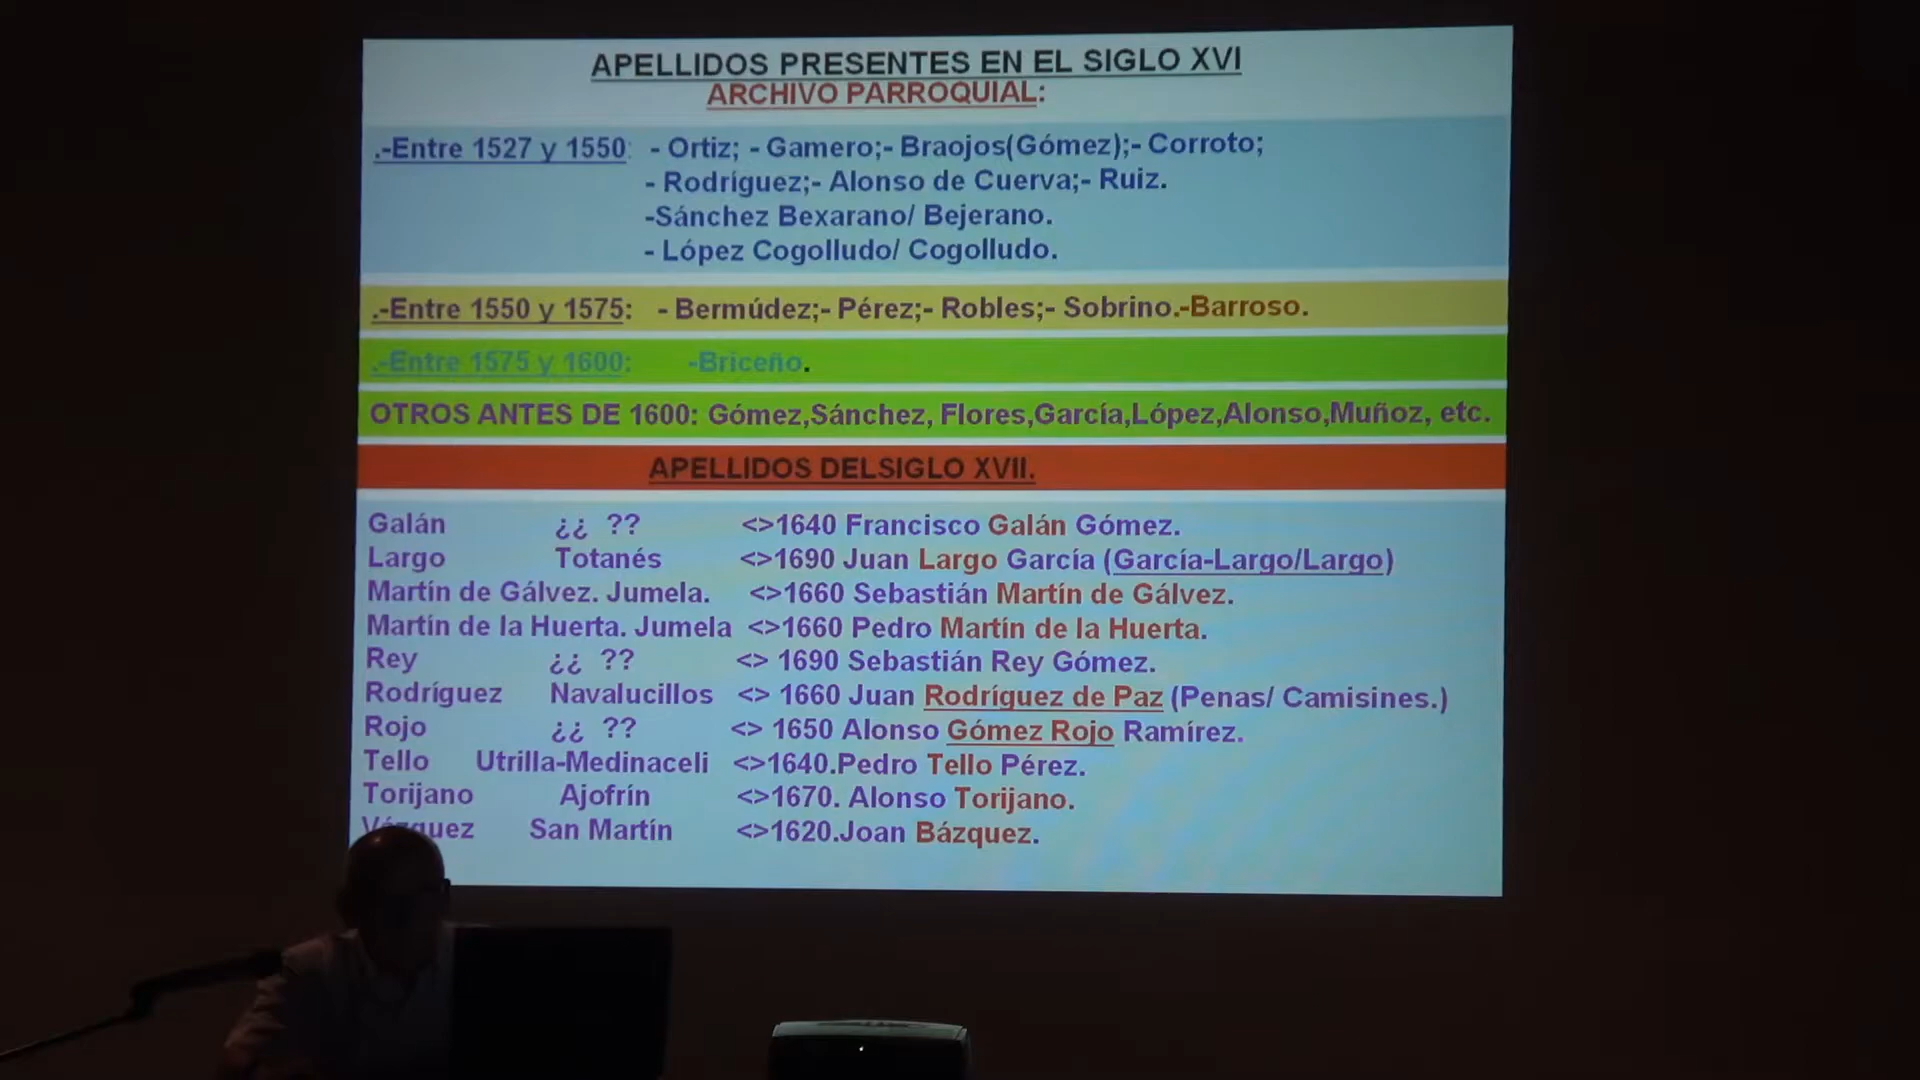 APELLIDOS PRESENTES EN EL SIGLO XVI
ARCHIVO PARROQUIAL:
.-Entre 1527 y 1550: - Ortiz; - Gamero;- Braojos(Gómez);- Corroto;
- Rodríguez;- Alonso de Cuerva;- Ruiz.
-Sánchez Bexarano/ Bejerano.
- López Cogolludo/ Cogolludo.
.-Entre 1550 y 1575: - Bermúdez;- Pérez;- Robles;- Sobrino.-Barroso.
.-Entre 1575 y 1600: -Briceño.
OTROS ANTES DE 1600: Gómez,Sánchez, Flores,García,López,Alonso,Muñoz, etc.
APELLIDOS DELSIGLO XVII.
Galán ¿¿ ?? <>1640 Francisco Galán Gómez.
Largo Totanés <>1690 Juan Largo García (García-Largo/Largo)
Martín de Gálvez. Jumela. <>1660 Sebastián Martín de Gálvez.
Martín de la Huerta. Jumela <>1660 Pedro Martín de la Huerta.
Rey ¿¿ ?? <> 1690 Sebastián Rey Gómez.
Rodríguez Navalucillos <> 1660 Juan Rodríguez de Paz (Penas/ Camisines.)
Rojo ¿¿ ?? <> 1650 Alonso Gómez Rojo Ramírez.
Tello Utrilla-Medinaceli <>1640.Pedro Tello Pérez.
Torijano Ajofrín <>1670. Alonso Torijano.
Vázquez San Martín <>1620.Joan Bázquez.